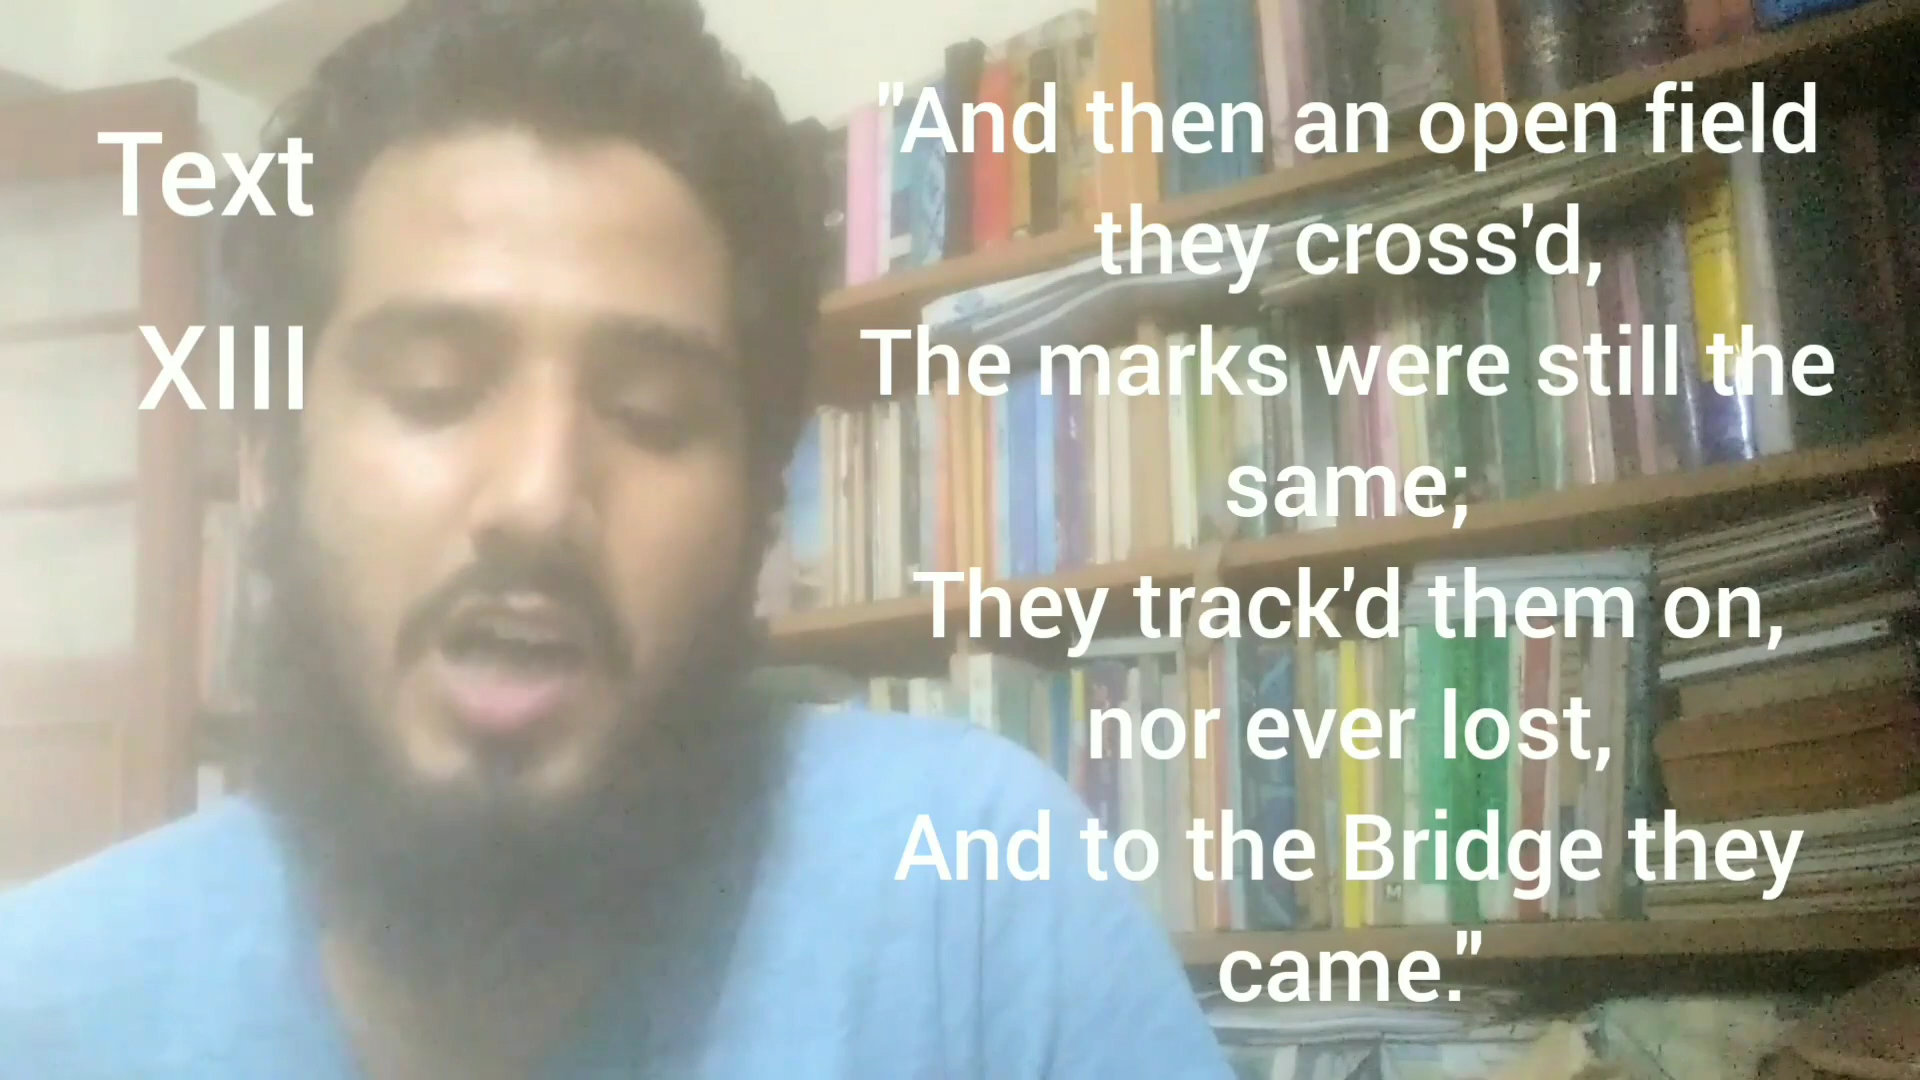 Text
XIII
"And then an open field
they cross'd,
The marks were still the
same;
They track'd them on,
nor ever lost,
And to the Bridge they
came."